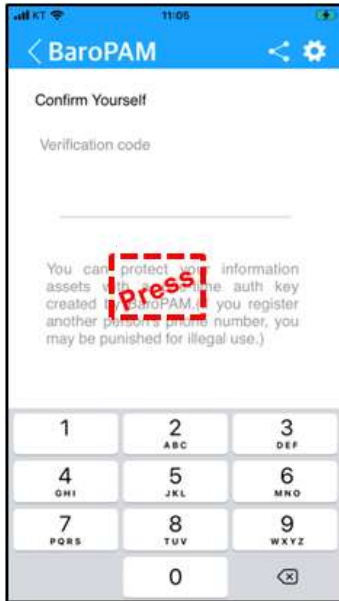 KT 11:05
BaroPAM
Confirm Yourself
Verification code
You can protect your information
assets with a one-time auth key
created by BaroPAM.(If you register
another person's phone number, you
may be punished for illegal use.)
Press
1 2 3
ABC DEF
4 5 6
GHI JKL MNO
7 8 9
PQRS TUV WXYZ
0